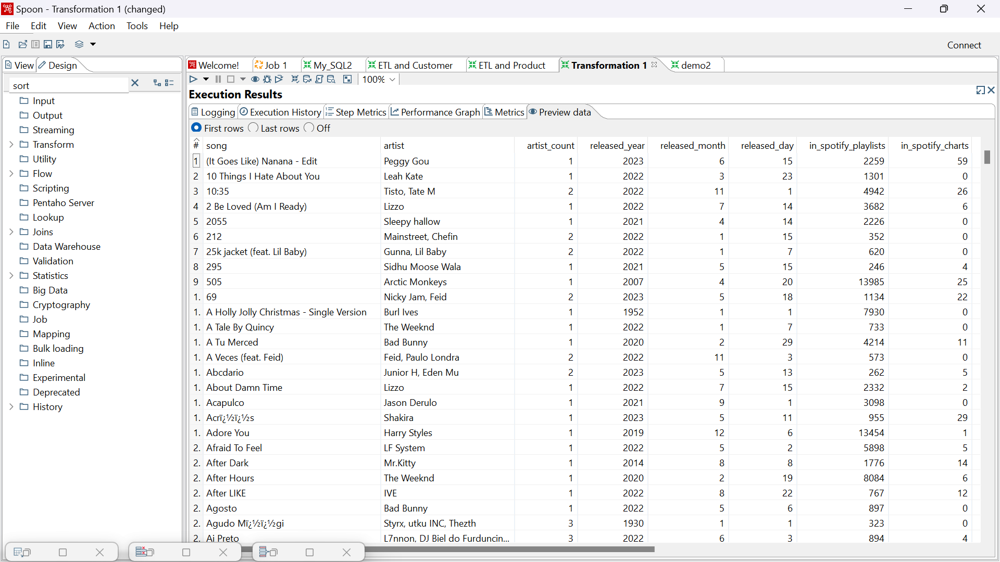 Spoon - Transformation 1 (changed)
File Edit View Action Tools Help
Connect
View Design
Welcome! Job 1 My_SQL2 ETL and Customer ETL and Product Transformation 1 demo2
sort
100%
Execution Results
Input
Output
Streaming
Transform
Utility
Flow
Scripting
Pentaho Server
Lookup
Joins
Data Warehouse
Validation
Statistics
Big Data
Cryptography
Job
Mapping
Bulk loading
Inline
Experimental
Deprecated
History
Logging Execution History Step Metrics Performance Graph Metrics Preview data
First rows Last rows Off
# song artist artist_count released_year released_month released_day in_spotify_playlists in_spotify_charts
1 (It Goes Like) Nanana - Edit Peggy Gou 1 2023 6 15 2259 59
2 10 Things I Hate About You Leah Kate 1 2022 3 23 1301 0
3 10:35 Tisto, Tate M 2 2022 11 1 4942 26
4 2 Be Loved (Am I Ready) Lizzo 1 2022 7 14 3682 6
5 2055 Sleepy hallow 1 2021 4 14 2226 0
6 212 Mainstreet, Chefin 2 2022 1 15 352 0
7 25k jacket (feat. Lil Baby) Gunna, Lil Baby 2 2022 1 7 620 0
8 295 Sidhu Moose Wala 1 2021 5 15 246 4
9 505 Arctic Monkeys 1 2007 4 20 13985 25
1. 69 Nicky Jam, Feid 2 2023 5 18 1134 22
1. A Holly Jolly Christmas - Single Version Burl Ives 1 1952 1 1 7930 0
1. A Tale By Quincy The Weeknd 1 2022 1 7 733 0
1. A Tu Merced Bad Bunny 1 2020 2 29 4214 11
1. A Veces (feat. Feid) Feid, Paulo Londra 2 2022 11 3 573 0
1. Abcdario Junior H, Eden Mu 2 2023 5 13 262 5
1. About Damn Time Lizzo 1 2022 7 15 2332 2
1. Acapulco Jason Derulo 1 2021 9 1 3098 0
1. Acrï¿½ï¿½s Shakira 1 2023 5 11 955 29
1. Adore You Harry Styles 1 2019 12 6 13454 1
2. Afraid To Feel LF System 1 2022 5 2 5898 5
2. After Dark Mr.Kitty 1 2014 8 8 1776 14
2. After Hours The Weeknd 1 2020 2 19 8084 6
2. After LIKE IVE 1 2022 8 22 767 12
2. Agosto Bad Bunny 1 2022 5 6 897 0
2. Agudo Mï¿½ï¿½gi Styrx, utku INC, Thezth 3 1930 1 1 323 0
2. Ai Preto L7nnon, DJ Biel do Furduncin... 3 2022 6 3 894 4